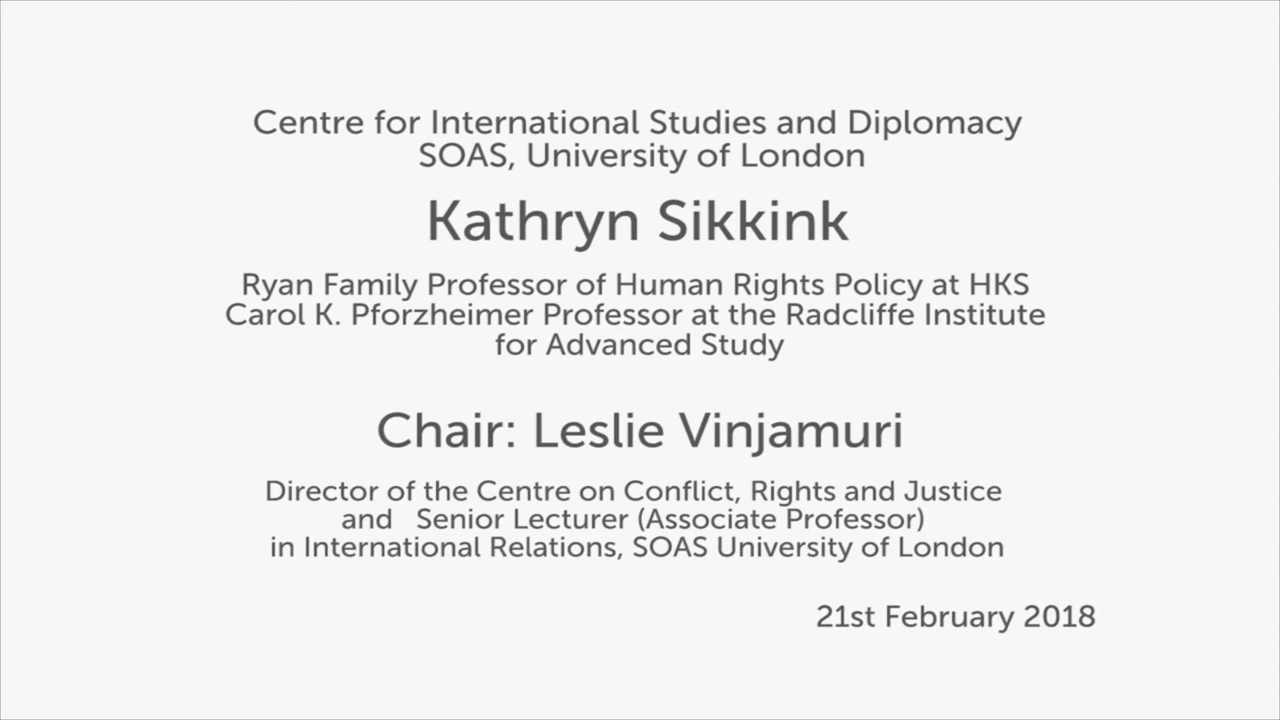 Centre for International Studies and Diplomacy
SOAS, University of London
Kathryn Sikkink
Ryan Family Professor of Human Rights Policy at HKS
Carol K. Pforzheimer Professor at the Radcliffe Institute
for Advanced Study
Chair: Leslie Vinjamuri
Director of the Centre on Conflict, Rights and Justice
and Senior Lecturer (Associate Professor)
in International Relations, SOAS University of London
21st February 2018